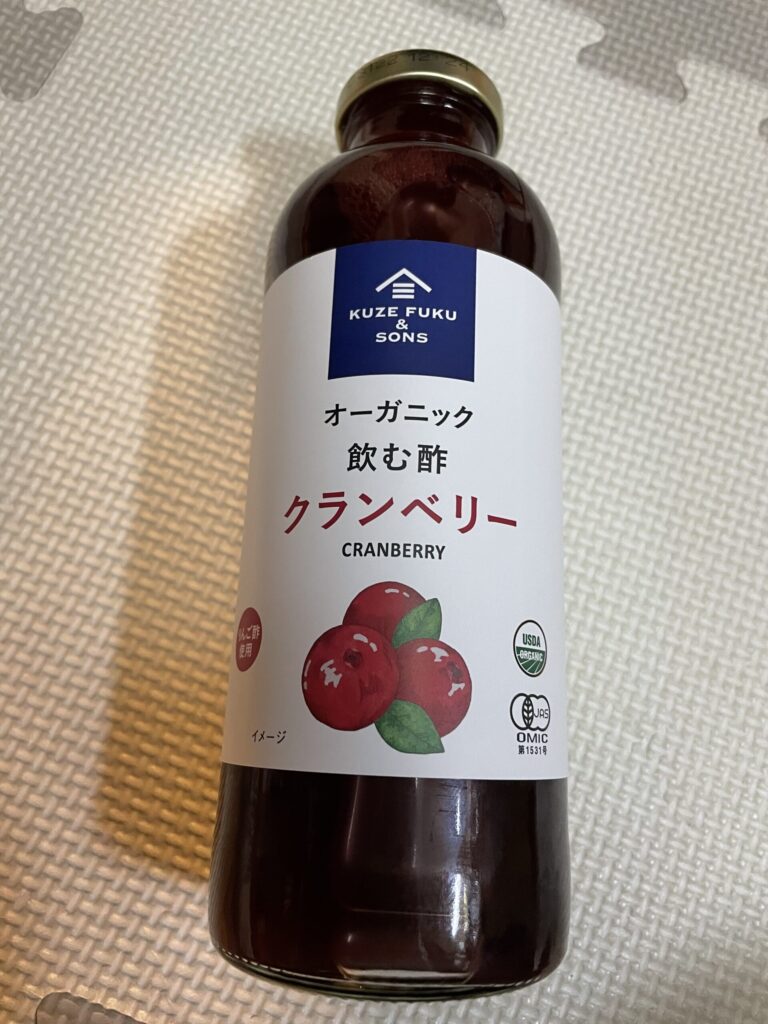 KUZE FUKU
&
SONS
オーガニック
飲む酢
クランベリー
CRANBERRY
りんご酢
使用
USDA
ORGANIC
JAS
OMIC
第1531号
イメージ